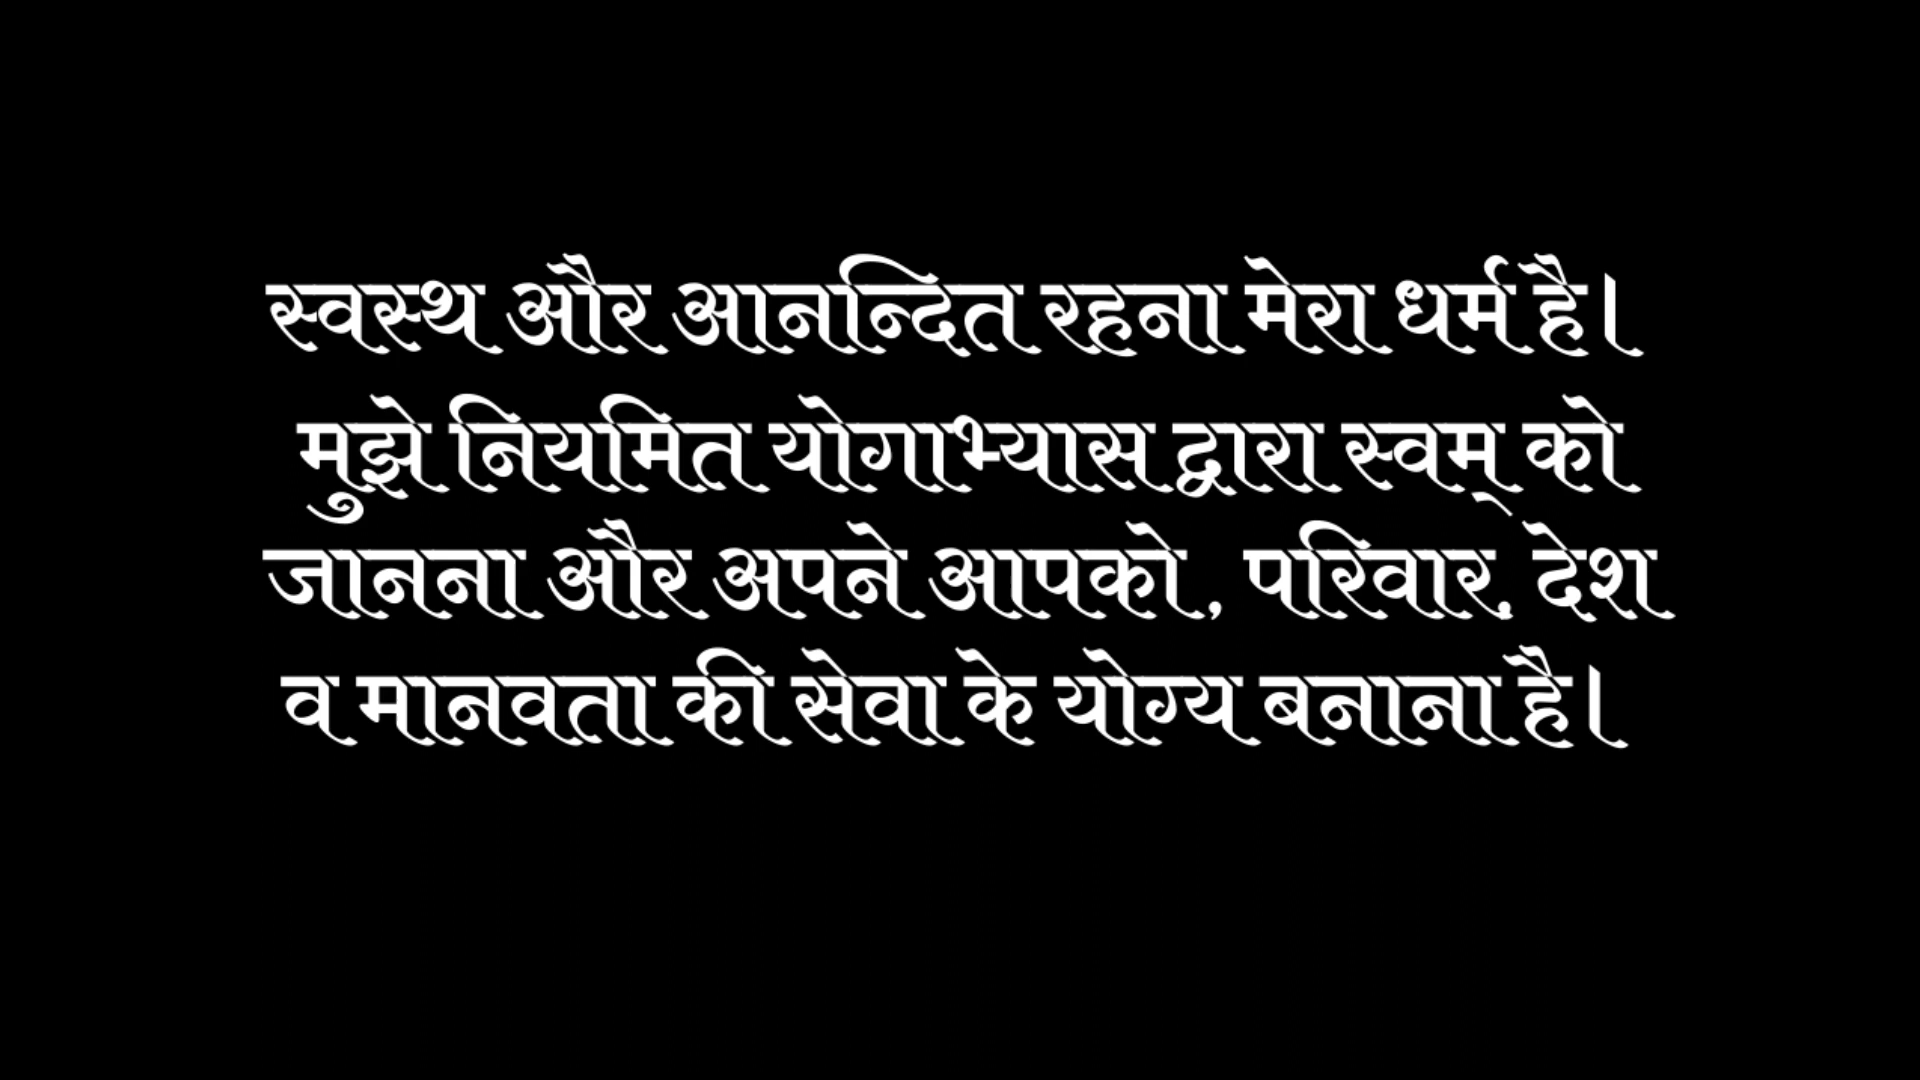 स्वस्थ और आनन्दित रहना मेरा धर्म है।
मुझे नियमित योगाभ्यास द्वारा स्वम् को
जानना और अपने आपको, परिवार, देश
व मानवता की सेवा के योग्य बनाना है।